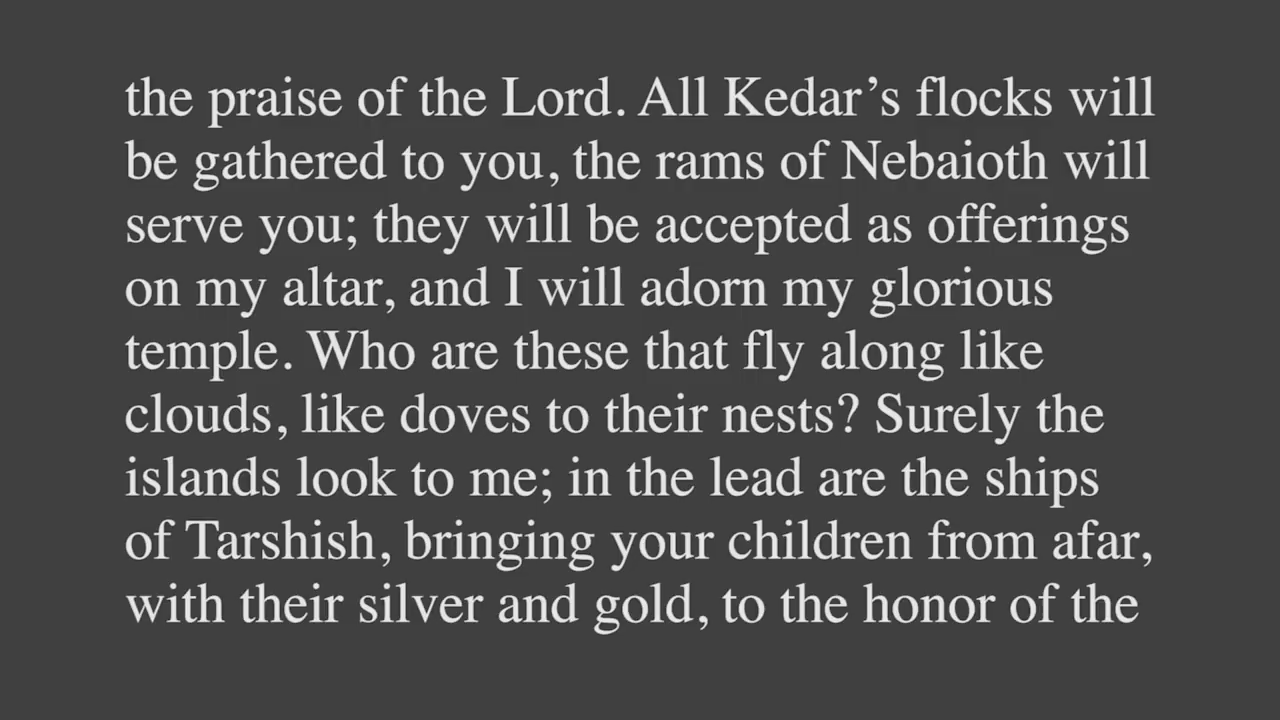 the praise of the Lord. All Kedar’s flocks will
be gathered to you, the rams of Nebaioth will
serve you; they will be accepted as offerings
on my altar, and I will adorn my glorious
temple. Who are these that fly along like
clouds, like doves to their nests? Surely the
islands look to me; in the lead are the ships
of Tarshish, bringing your children from afar,
with their silver and gold, to the honor of the